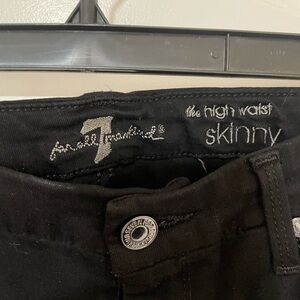 7
for all mankind®
the high waist
skinny